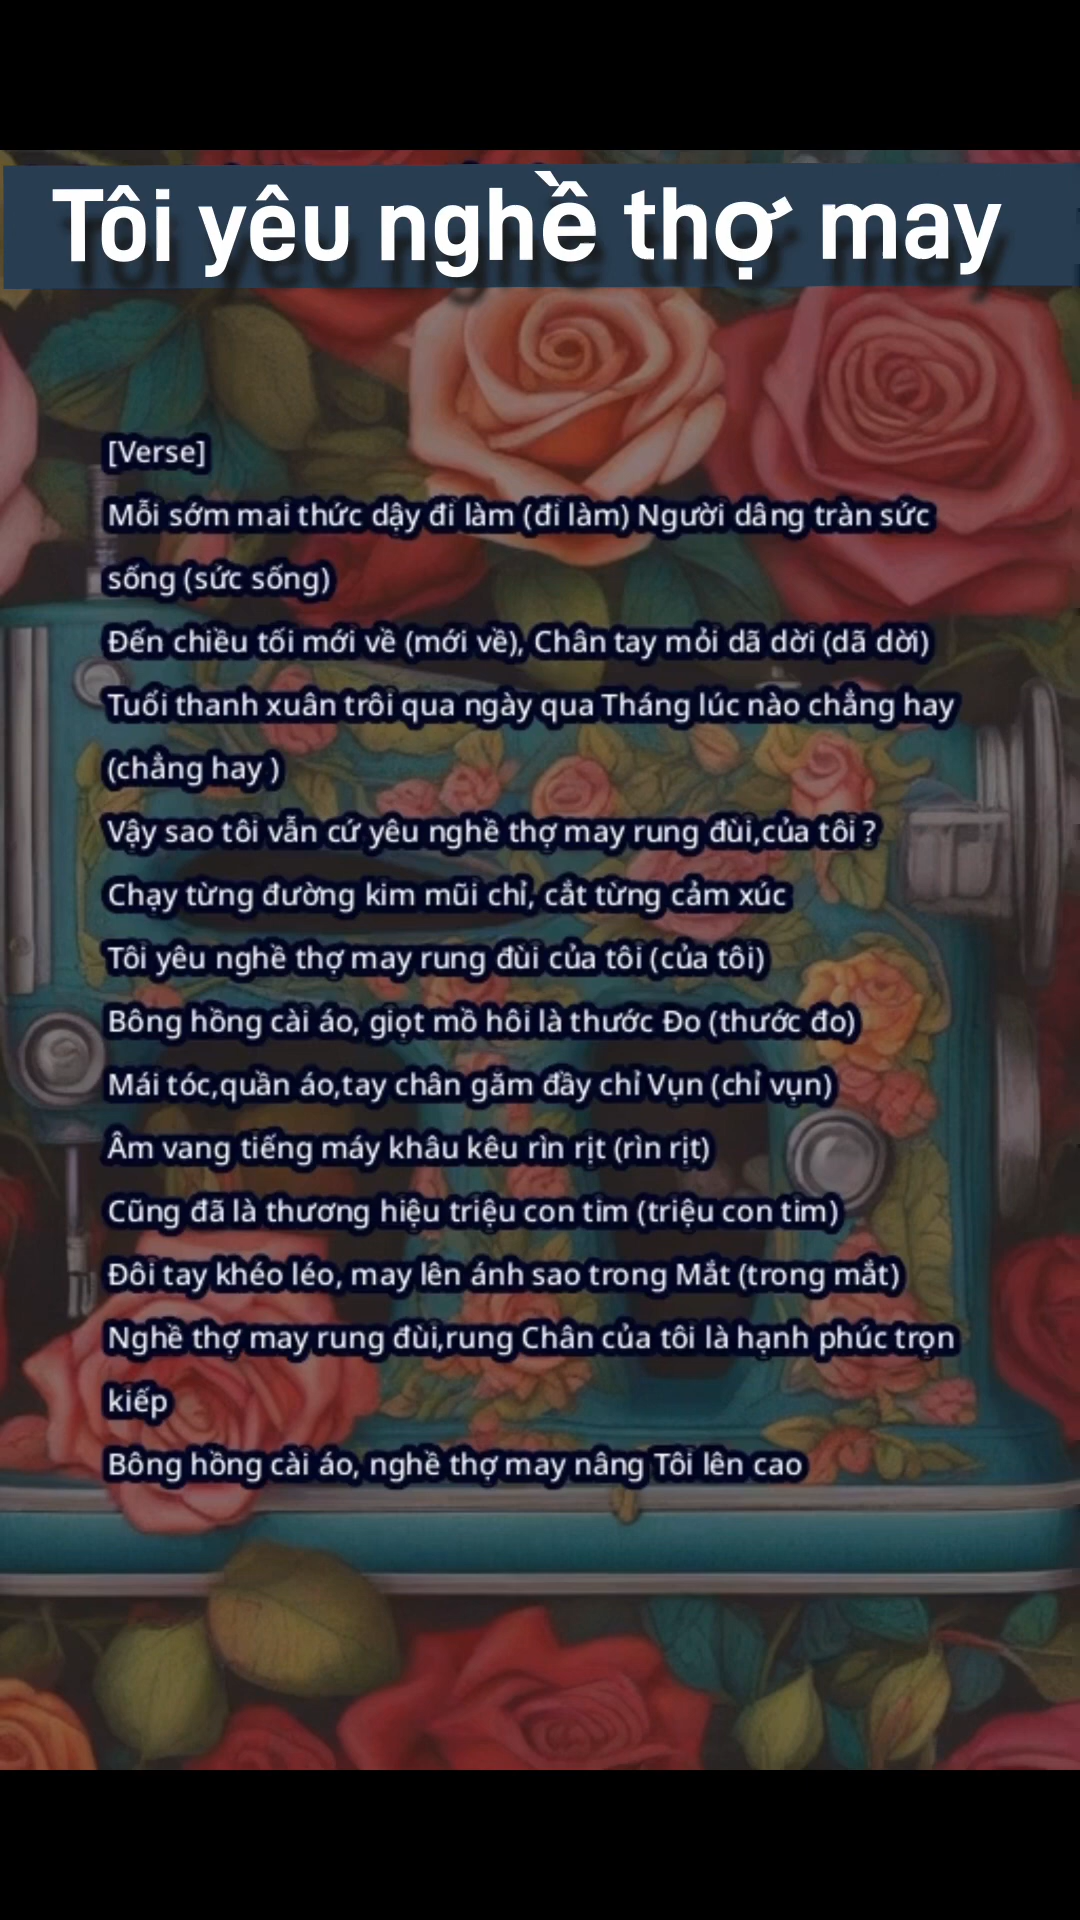 Tôi yêu nghề thợ may
[Verse]
Mỗi sớm mai thức dậy đi làm (đi làm) Người dâng tràn sức
sống (sức sống)
Đến chiều tối mới về (mới về), Chân tay mỏi dã dời (dã dời)
Tuổi thanh xuân trôi qua ngày qua Tháng lúc nào chẳng hay
(chẳng hay )
Vậy sao tôi vẫn cứ yêu nghề thợ may rung đùi,của tôi ?
Chạy từng đường kim mũi chỉ, cắt từng cảm xúc
Tôi yêu nghề thợ may rung đùi của tôi (của tôi)
Bông hồng cài áo, giọt mồ hôi là thước Đo (thước đo)
Mái tóc,quần áo,tay chân gắm đầy chỉ Vụn (chỉ vụn)
Âm vang tiếng máy khâu kêu rìn rịt (rìn rịt)
Cũng đã là thương hiệu triệu con tim (triệu con tim)
Đôi tay khéo léo, may lên ánh sao trong Mắt (trong mắt)
Nghề thợ may rung đùi,rung Chân của tôi là hạnh phúc trọn
kiếp
Bông hồng cài áo, nghề thợ may nâng Tôi lên cao